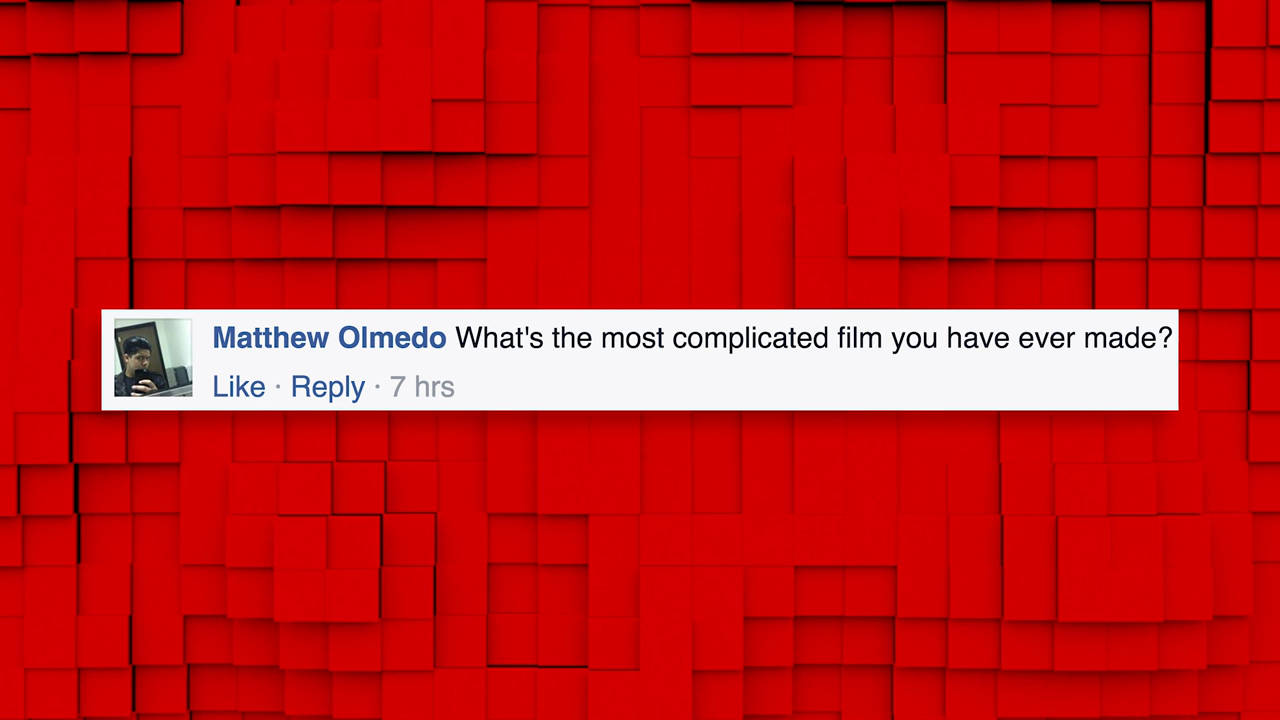 Matthew Olmedo What's the most complicated film you have ever made?
Like · Reply · 7 hrs